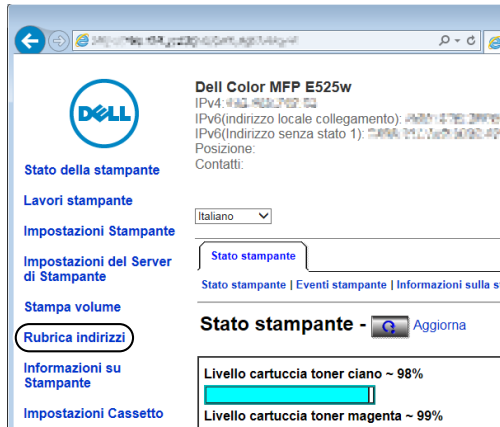 DELL
Stato della stampante
Lavori stampante
Impostazioni Stampante
Impostazioni del Server
di Stampante
Stampa volume
Rubrica indirizzi
Informazioni su
Stampante
Impostazioni Cassetto
Dell Color MFP E525w
IPv4:
IPv6(indirizzo locale collegamento):
IPv6(Indirizzo senza stato 1):
Posizione:
Contatti:
Italiano
Stato stampante
Stato stampante | Eventi stampante | Informazioni sulla
Stato stampante - Aggiorna
Livello cartuccia toner ciano ~ 98%
Livello cartuccia toner magenta ~ 99%